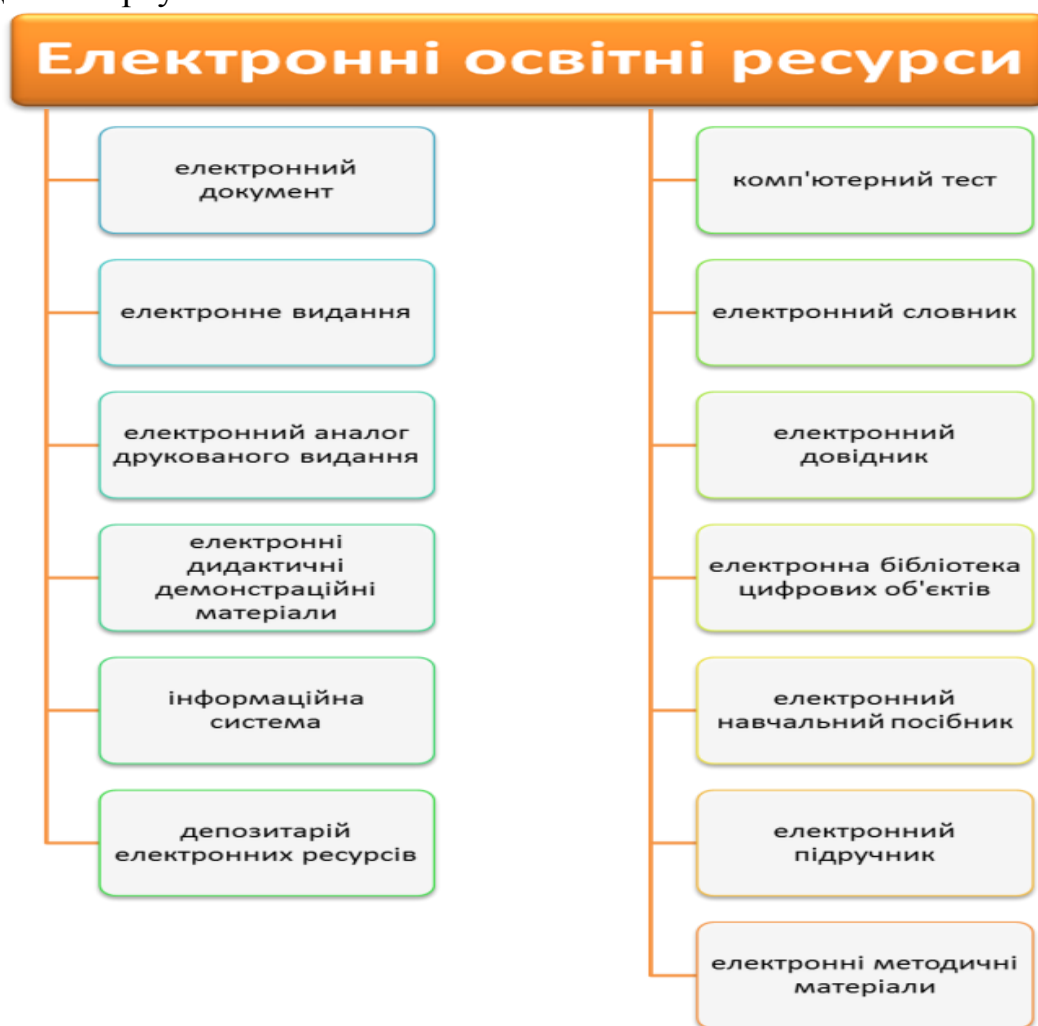 Електронні освітні ресурси
електронний
документ
електронне видання
електронний аналог
друкованого видання
електронні
дидактичні
демонстраційні
матеріали
інформаційна
система
депозитарій
електронних ресурсів
комп'ютерний тест
електронний словник
електронний
довідник
електронна бібліотека
цифрових об'єктів
електронний
навчальний посібник
електронний
підручник
електронні методичні
матеріали